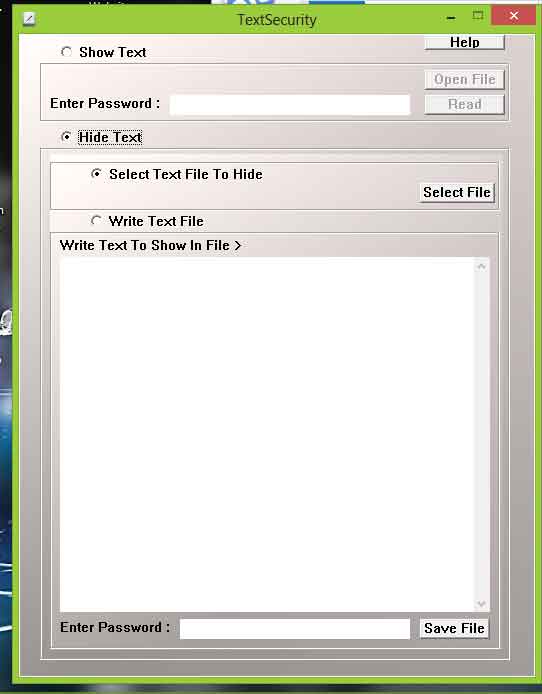 TextSecurity
Help
Show Text
Open File
Enter Password :
Read
Hide Text
Select Text File To Hide
Select File
Write Text File
Write Text To Show In File >
Enter Password :
Save File